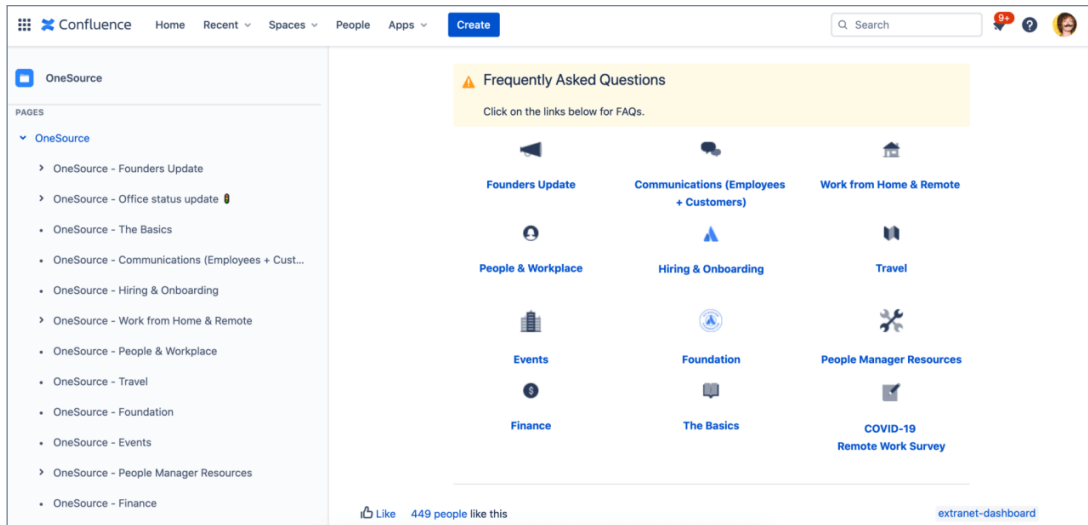 Confluence Home Recent Spaces People Apps Create Search 9+
OneSource
PAGES
OneSource
OneSource - Founders Update
OneSource - Office status update
OneSource - The Basics
OneSource - Communications (Employees + Cust...
OneSource - Hiring & Onboarding
OneSource - Work from Home & Remote
OneSource - People & Workplace
OneSource - Travel
OneSource - Foundation
OneSource - Events
OneSource - People Manager Resources
OneSource - Finance
Frequently Asked Questions
Click on the links below for FAQs.
Founders Update
Communications (Employees
+ Customers)
Work from Home & Remote
People & Workplace
Hiring & Onboarding
Travel
Events
Foundation
People Manager Resources
Finance
The Basics
COVID-19
Remote Work Survey
Like 449 people like this
extranet-dashboard